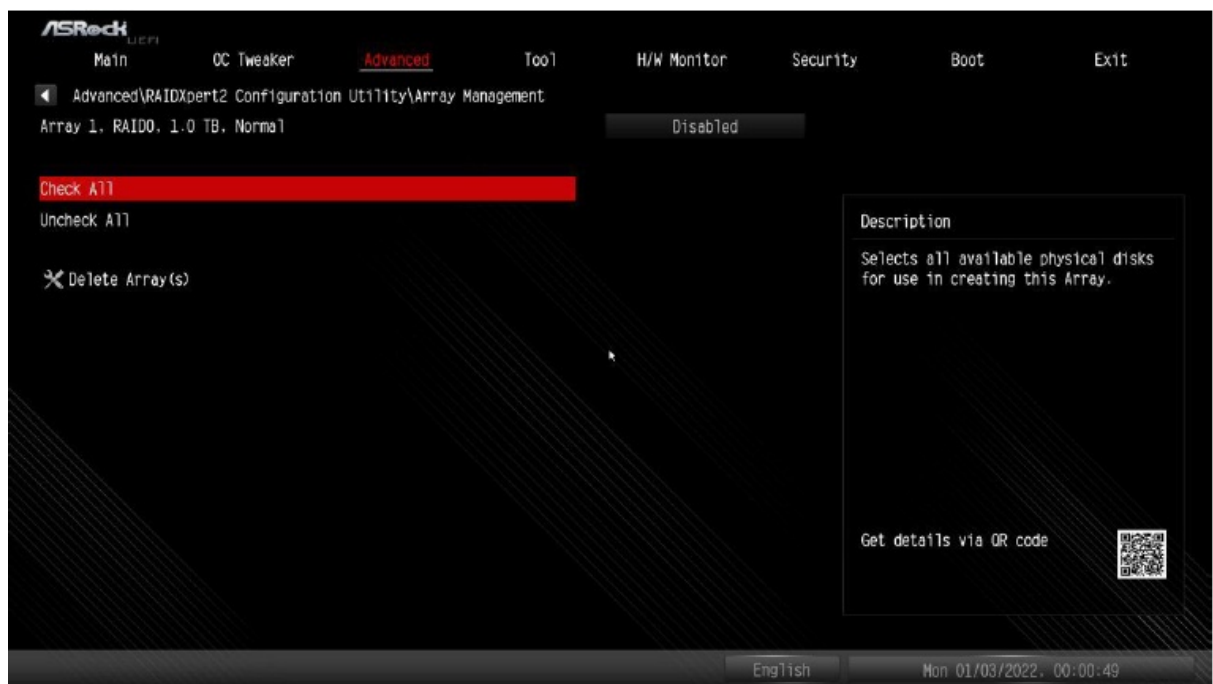 ASRock
UEFI
Main OC Tweaker Advanced Tool H/W Monitor Security Boot Exit
Advanced\RAIDXpert2 Configuration Utility\Array Management
Array 1, RAID0, 1.0 TB, Normal Disabled
Check All
Uncheck All
Delete Array(s)
Description
Selects all available physical disks
for use in creating this Array.
Get details via QR code
English Mon 01/03/2022, 00:00:49